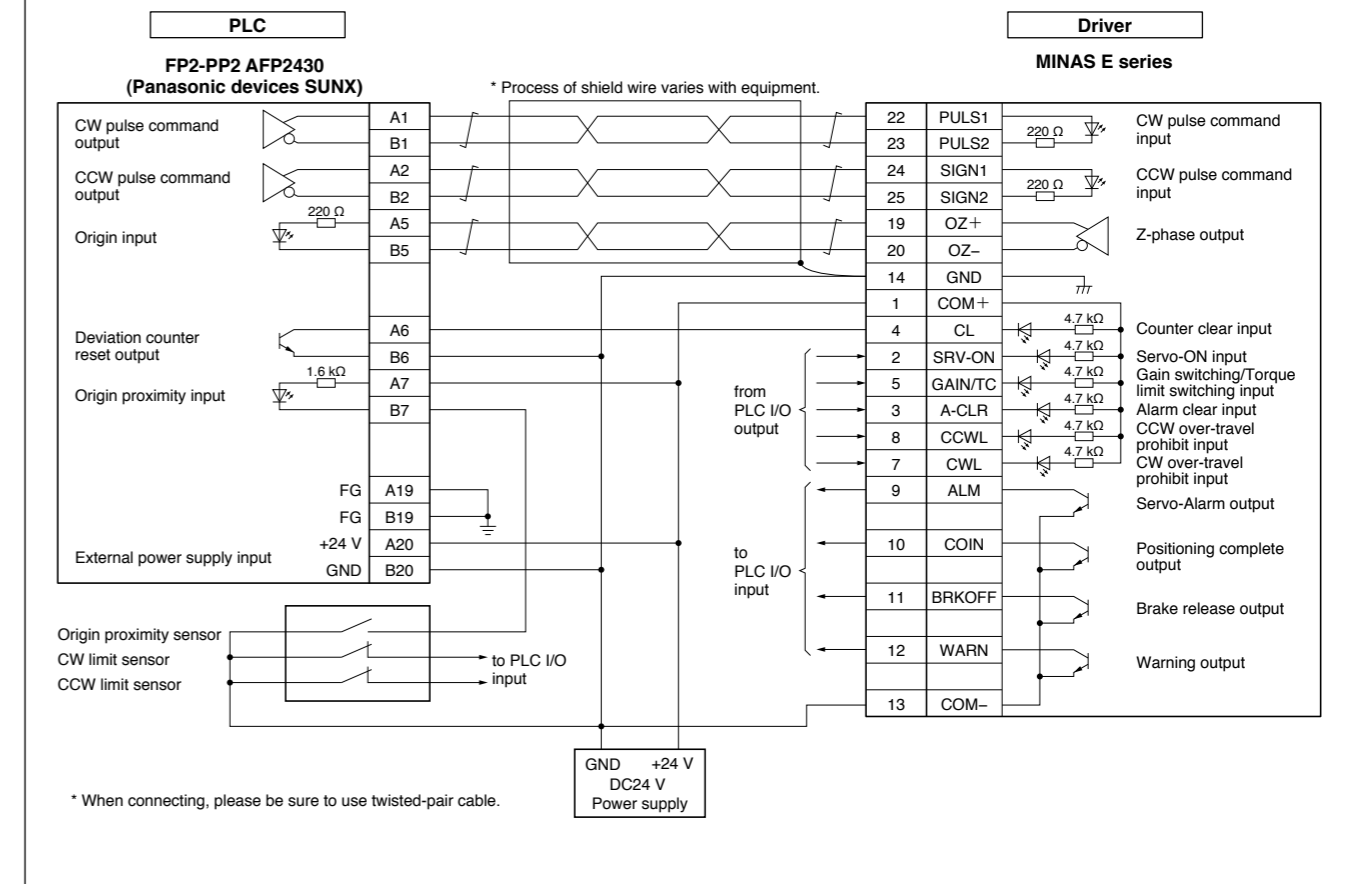 PLC
Driver
FP2-PP2 AFP2430
(Panasonic devices SUNX)
MINAS E series
* Process of shield wire varies with equipment.
CW pulse command
output
A1
B1
22 PULS1
23 PULS2
220 Ω
CW pulse command
input
CCW pulse command
output
A2
B2
24 SIGN1
25 SIGN2
220 Ω
CCW pulse command
input
220 Ω
Origin input
A5
B5
19 OZ+
20 OZ−
Z-phase output
14 GND
1 COM+
Deviation counter
reset output
A6
B6
4 CL
4.7 kΩ
Counter clear input
2 SRV-ON
4.7 kΩ
Servo-ON input
1.6 kΩ
Origin proximity input
A7
B7
from
PLC I/O
output
5 GAIN/TC
4.7 kΩ
Gain switching/Torque
limit switching input
3 A-CLR
4.7 kΩ
Alarm clear input
8 CCWL
4.7 kΩ
CCW over-travel
prohibit input
7 CWL
4.7 kΩ
CW over-travel
prohibit input
FG A19
FG B19
+24 V A20
External power supply input
GND B20
to
PLC I/O
input
9 ALM
Servo-Alarm output
10 COIN
Positioning complete
output
11 BRKOFF
Brake release output
12 WARN
Warning output
13 COM−
Origin proximity sensor
CW limit sensor
CCW limit sensor
to PLC I/O
input
GND +24 V
DC24 V
Power supply
* When connecting, please be sure to use twisted-pair cable.